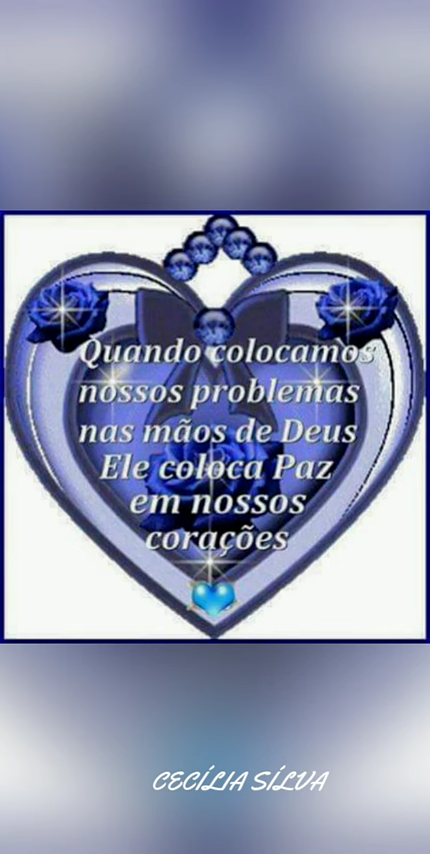 Quando colocamos
nossos problemas
nas mãos de Deus
Ele coloca Paz
em nossos
corações
CECÍLIA SÍLVA